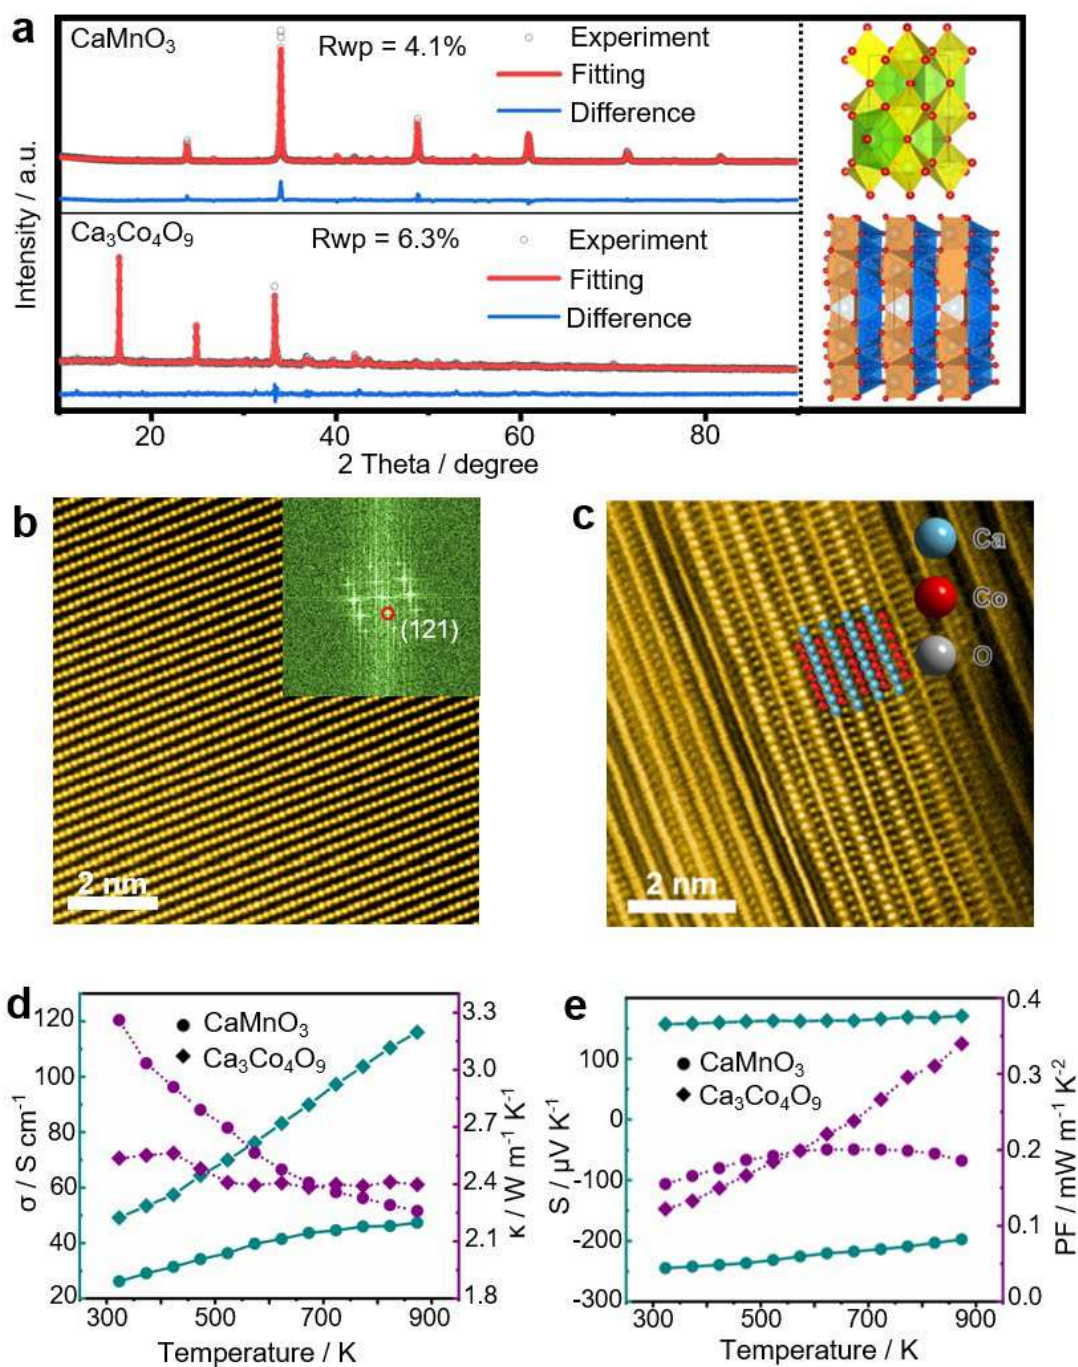 a
CaMnO₃
Rwp = 4.1%
Experiment
Fitting
Difference
Ca₃Co₄O₉
Rwp = 6.3%
Experiment
Fitting
Difference
Intensity / a.u.
20 40 60 80
2 Theta / degree
b
(121)
2 nm
c
Ca
Co
O
2 nm
d
CaMnO₃
Ca₃Co₄O₉
σ / S cm⁻¹
120
100
80
60
40
20
κ / W m⁻¹ K⁻¹
3.3
3.0
2.7
2.4
2.1
1.8
300 500 700 900
Temperature / K
e
CaMnO₃
Ca₃Co₄O₉
S / μV K⁻¹
100
0
-100
-200
-300
PF / mW m⁻¹ K⁻²
0.4
0.3
0.2
0.1
0.0
300 500 700 900
Temperature / K